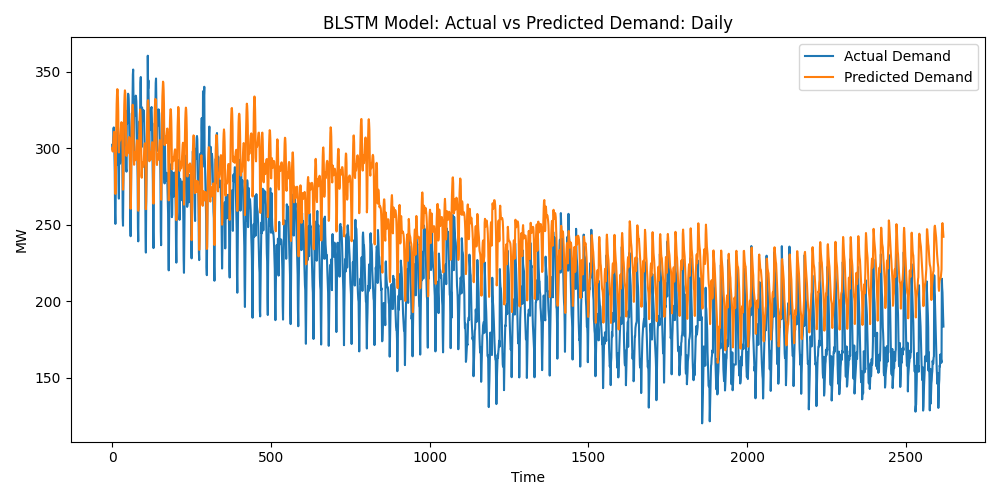 BLSTM Model: Actual vs Predicted Demand: Daily
Actual Demand
Predicted Demand
MW
350
300
250
200
150
0
500
1000
1500
2000
2500
Time